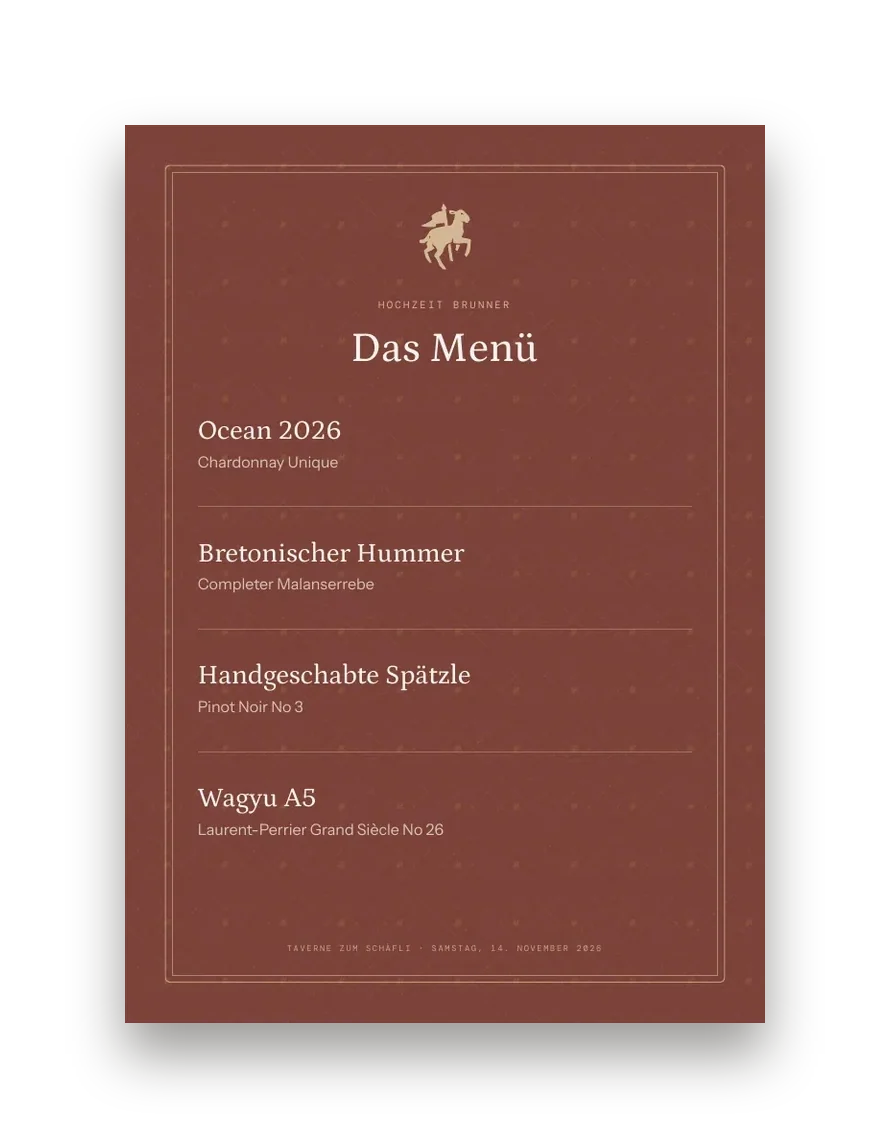 HOCHZEIT BRUNNER
Das Menü
Ocean 2026
Chardonnay Unique
Bretonischer Hummer
Completer Malanserrebe
Handgeschabte Spätzle
Pinot Noir No 3
Wagyu A5
Laurent-Perrier Grand Siècle No 26
TAVERNE ZUM SCHÄFLI · SAMSTAG, 14. NOVEMBER 2026